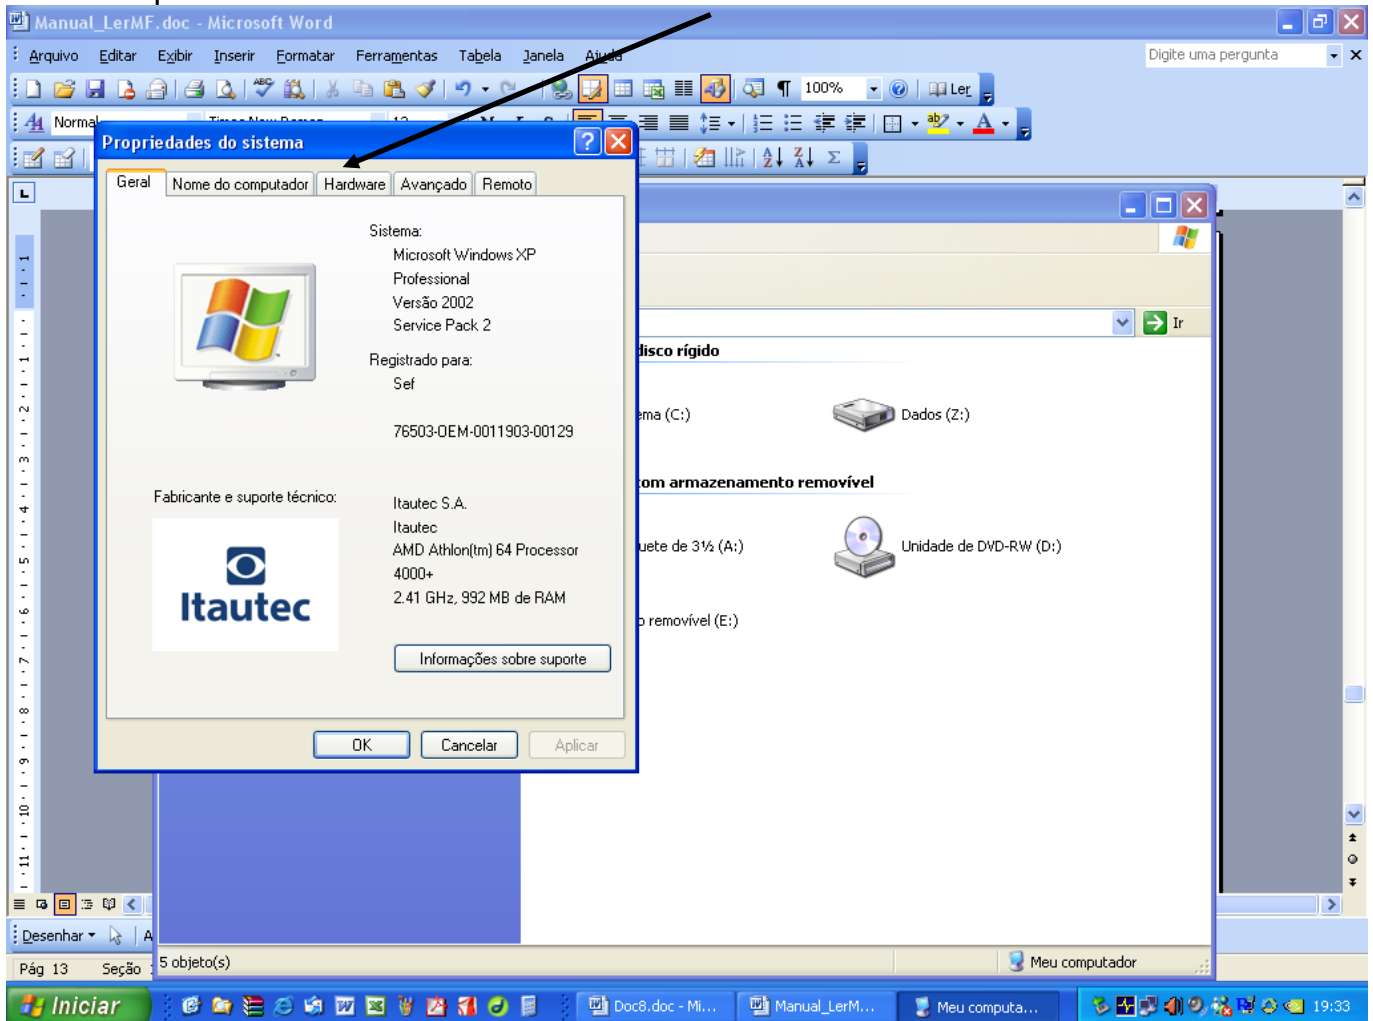 Manual_LerMF.doc - Microsoft Word
Arquivo Editar Exibir Inserir Formatar Ferramentas Tabela Janela Ajuda Digite uma pergunta
100% Ler
Normal Times New Roman 12 N I S
Propriedades do sistema
Geral Nome do computador Hardware Avançado Remoto
Sistema:
Microsoft Windows XP
Professional
Versão 2002
Service Pack 2
Registrado para:
Sef
76503-OEM-0011903-00129
Fabricante e suporte técnico:
Itautec S.A.
Itautec
AMD Athlon(tm) 64 Processor
4000+
2.41 GHz, 992 MB de RAM
Itautec
Informações sobre suporte
OK Cancelar Aplicar
Ir
disco rígido
ema (C:) Dados (Z:)
com armazenamento removível
uete de 3½ (A:) Unidade de DVD-RW (D:)
o removível (E:)
Desenhar A
5 objeto(s) Meu computador
Pág 13 Seção
Iniciar Doc8.doc - Mi... Manual_LerM... Meu computa... 19:33